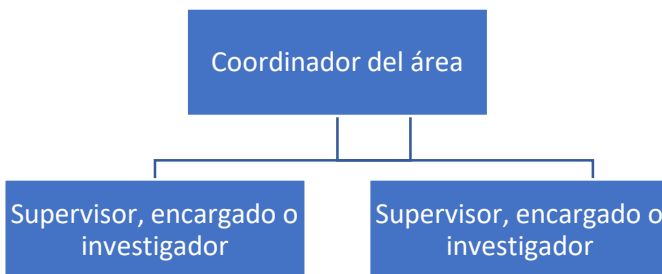 Coordinador del área
Supervisor, encargado o
investigador
Supervisor, encargado o
investigador